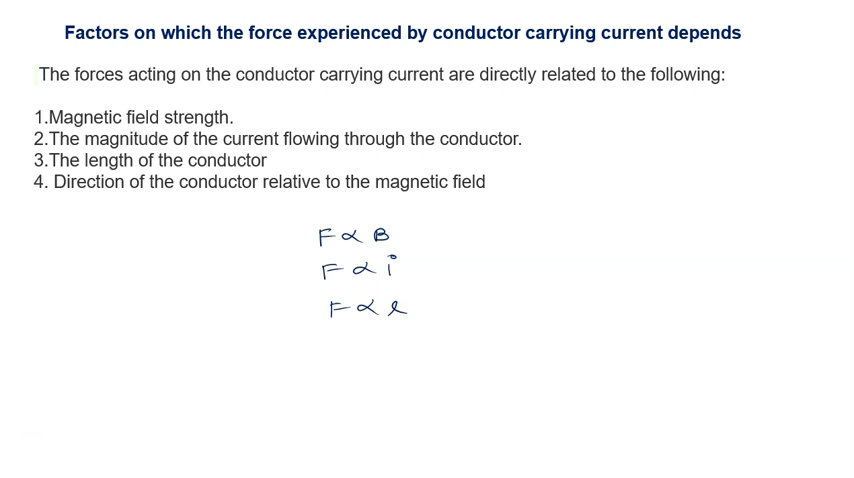 Factors on which the force experienced by conductor carrying current depends
The forces acting on the conductor carrying current are directly related to the following:
1.Magnetic field strength.
2.The magnitude of the current flowing through the conductor.
3.The length of the conductor
4. Direction of the conductor relative to the magnetic field
F ∝ B
F ∝ i
F ∝ l